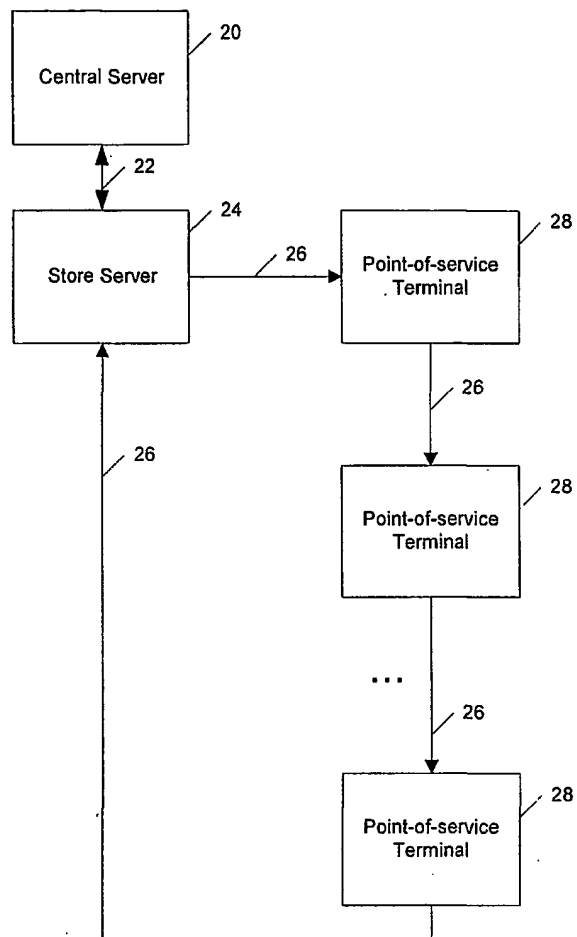 20
Central Server
22
24
28
Store Server
26
Point-of-service
Terminal
26
26
28
Point-of-service
Terminal
...
26
28
Point-of-service
Terminal